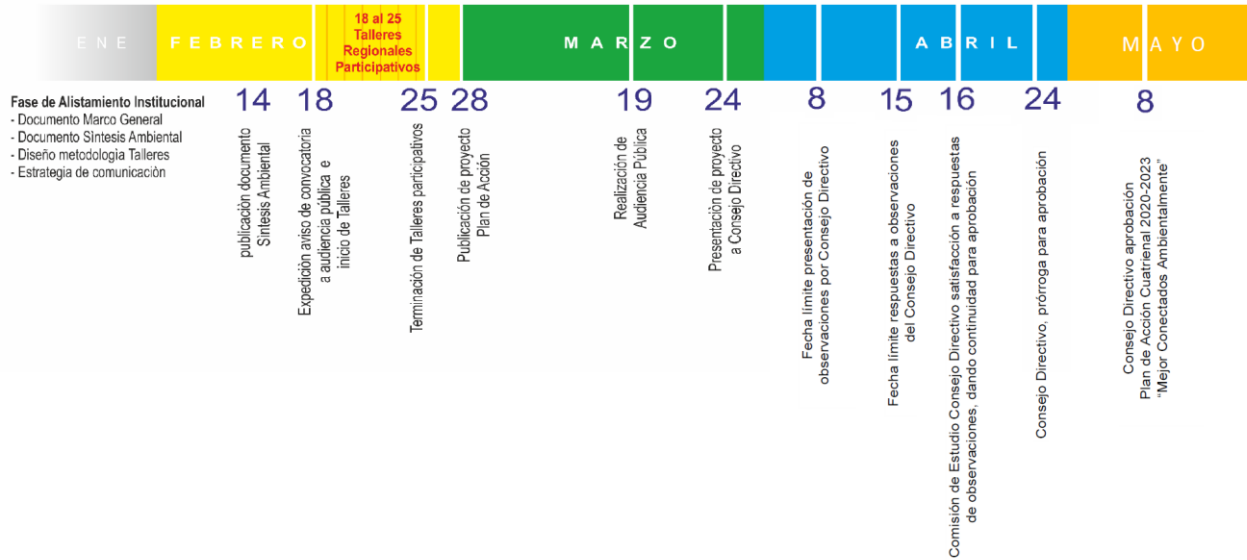 ENE
FEBRERO
18 al 25
Talleres
Regionales
Participativos
MARZO
ABRIL
MAYO
Fase de Alistamiento Institucional
- Documento Marco General
- Documento Síntesis Ambiental
- Diseño metodología Talleres
- Estrategia de comunicación
14
publicación documento
Síntesis Ambiental
18
Expedición aviso de convocatoria
a audiencia pública e
inicio de Talleres
25
Terminación de Talleres participativos
28
Publicación de proyecto
Plan de Acción
19
Realización de
Audiencia Pública
24
Presentación de proyecto
a Consejo Directivo
8
Fecha límite presentación de
observaciones por Consejo Directivo
15
Fecha límite respuestas a observaciones
del Consejo Directivo
16
Comisión de Estudio Consejo Directivo satisfacción a respuestas
de observaciones, dando continuidad para aprobación
24
Consejo Directivo, prórroga para aprobación
8
Consejo Directivo aprobación
Plan de Acción Cuatrienal 2020-2023
"Mejor Conectados Ambientalmente"